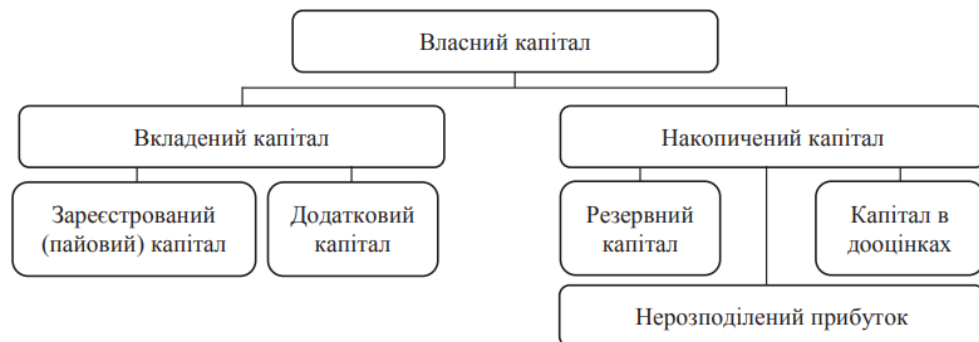 Власний капітал
Вкладений капітал
Накопичений капітал
Зареєстрований
(пайовий) капітал
Додатковий
капітал
Резервний
капітал
Капітал в
дооцінках
Нерозподілений прибуток